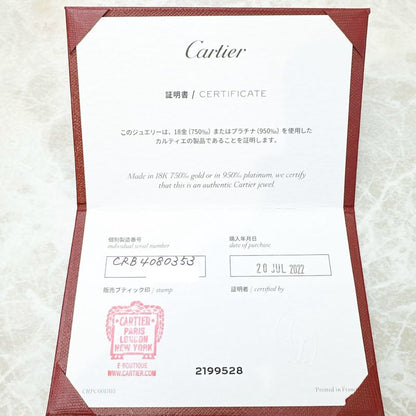 Cartier
証明書 / CERTIFICATE
このジュエリーは、18金 (750‰) またはプラチナ (950‰) を使用した
カルティエの製品であることを証明します。
Made in 18K 750‰ gold or in 950‰ platinum, we certify
that this is an authentic Cartier jewel.
個別製造番号
individual serial number
CRB4080353
購入年月日
date of purchase
20 JUL 2022
販売ブティック印 / stamp
証明者 / certified by
CARTIER
PARIS
LONDON
NEW YORK
E-BOUTIQUE
WWW.CARTIER.COM
2199528
Printed in France